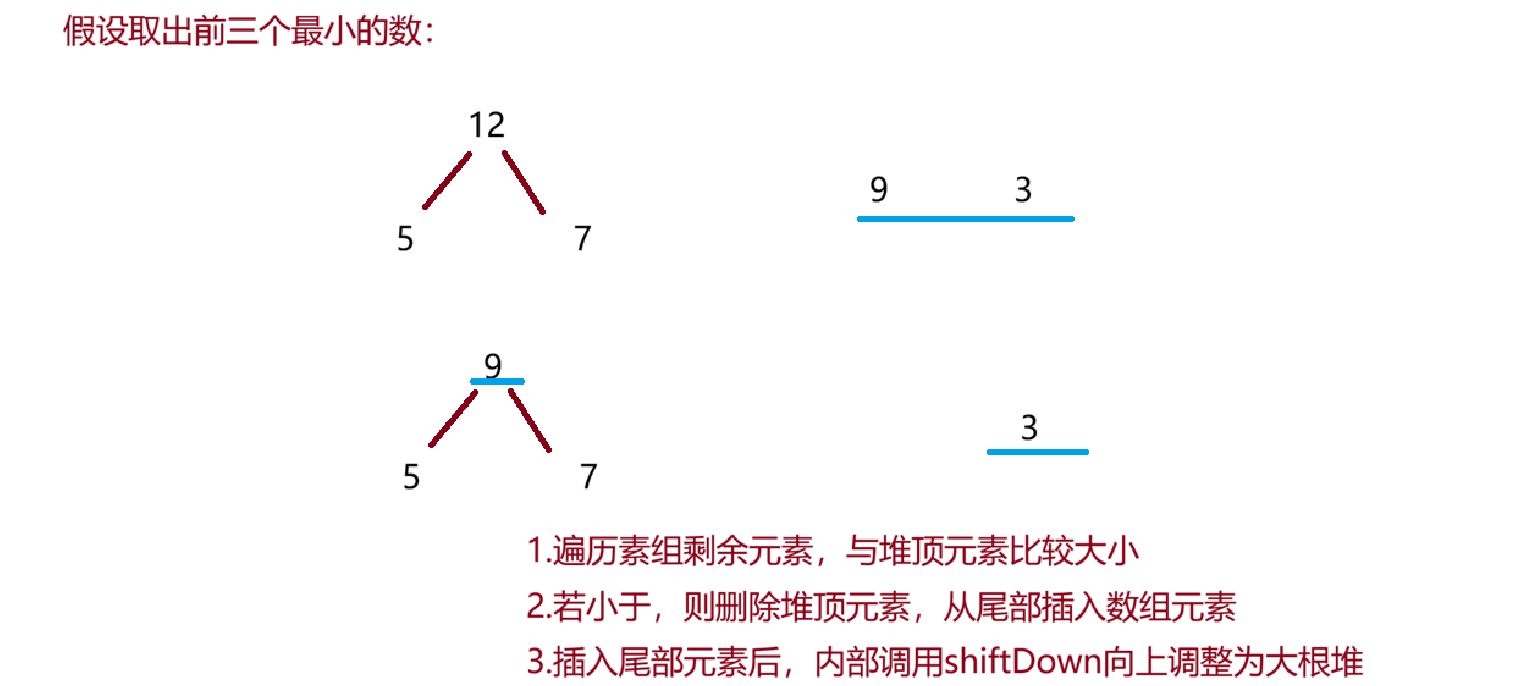 假设取出前三个最小的数：
12
9 3
5 7
9
3
5 7
1.遍历素组剩余元素，与堆顶元素比较大小
2.若小于，则删除堆顶元素，从尾部插入数组元素
3.插入尾部元素后，内部调用shiftDown向上调整为大根堆